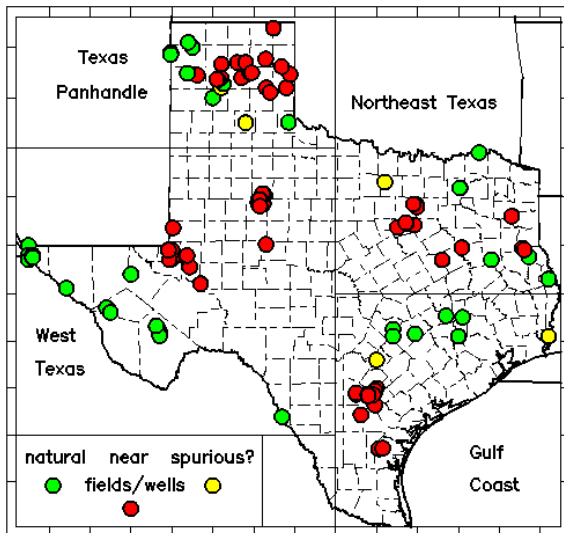 Texas
Panhandle
Northeast Texas
West
Texas
Gulf
Coast
natural near spurious?
fields/wells